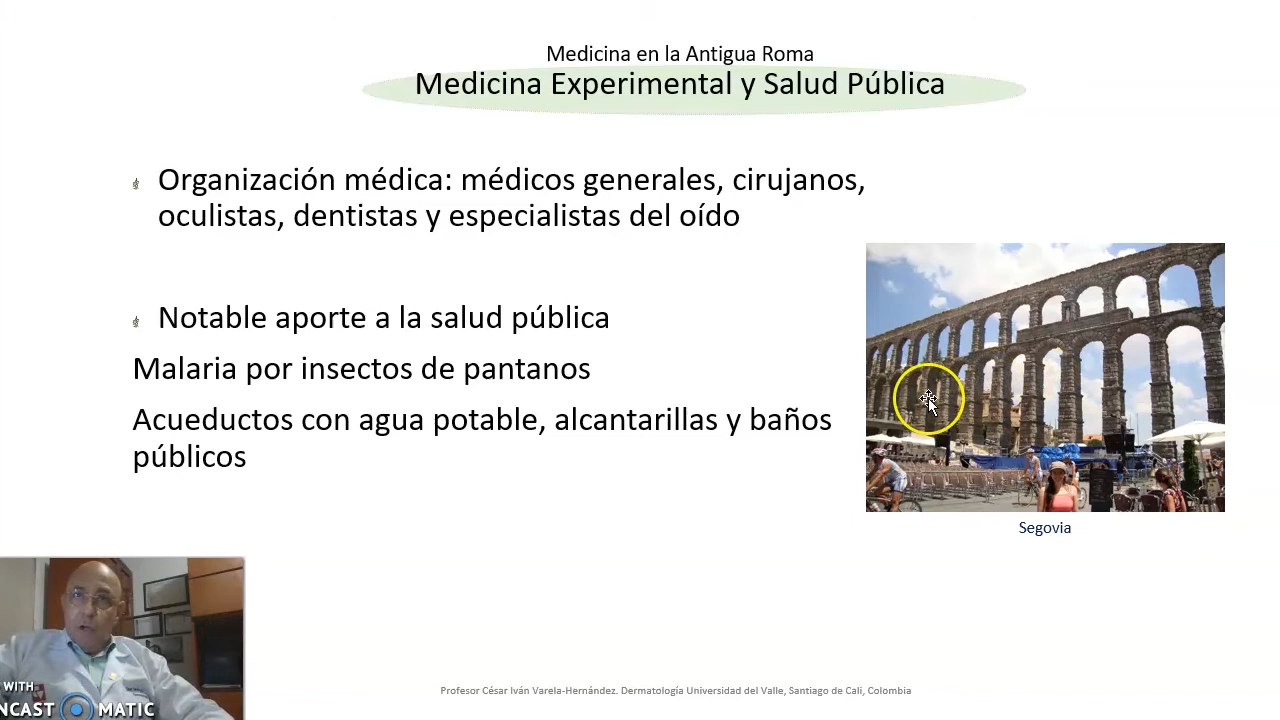 Medicina en la Antigua Roma
Medicina Experimental y Salud Pública
Organización médica: médicos generales, cirujanos,
oculistas, dentistas y especialistas del oído
Notable aporte a la salud pública
Malaria por insectos de pantanos
Acueductos con agua potable, alcantarillas y baños
públicos
Segovia
WITH
NCAST MATIC
Profesor César Iván Varela-Hernández. Dermatología Universidad del Valle, Santiago de Cali, Colombia